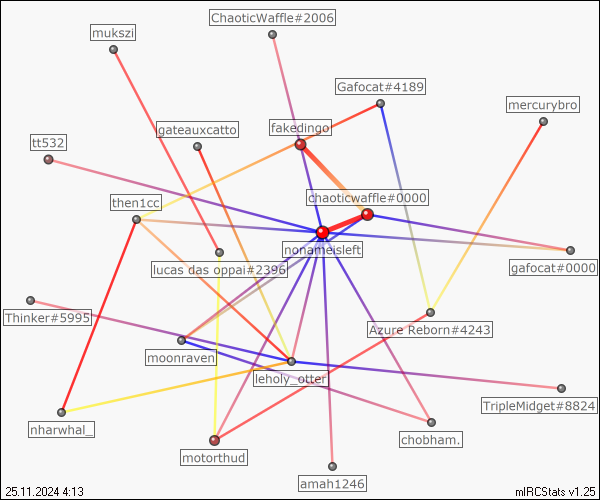 ChaoticWaffle#2006
mukszi
Gafocat#4189
mercurybro
gateauxcatto
fakedingo
tt532
chaoticwaffle#0000
then1cc
nonameisleft
lucas das oppai#2396
gafocat#0000
Thinker#5995
Azure Reborn#4243
moonraven
leholy_otter
TripleMidget#8824
nharwhal_
chobham.
motorthud
amah1246
25.11.2024 4:13
mIRCStats v1.25